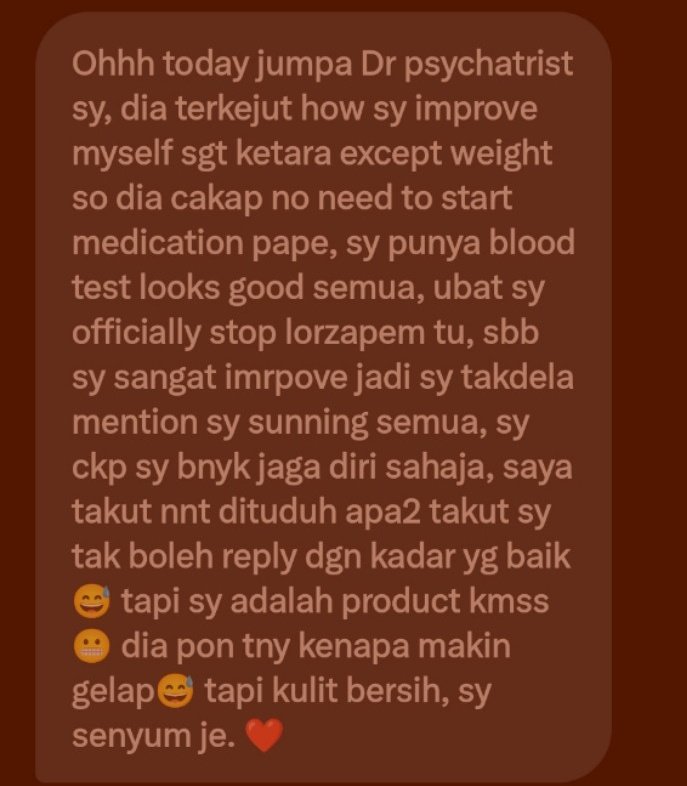 Ohhh today jumpa Dr psychatrist
sy, dia terkejut how sy improve
myself sgt ketara except weight
so dia cakap no need to start
medication pape, sy punya blood
test looks good semua, ubat sy
officially stop lorzapem tu, sbb
sy sangat imrpove jadi sy takdela
mention sy sunning semua, sy
ckp sy bnyk jaga diri sahaja, saya
takut nnt dituduh apa2 takut sy
tak boleh reply dgn kadar yg baik
😅 tapi sy adalah product kmss
😬 dia pon tny kenapa makin
gelap😅 tapi kulit bersih, sy
senyum je. ❤️